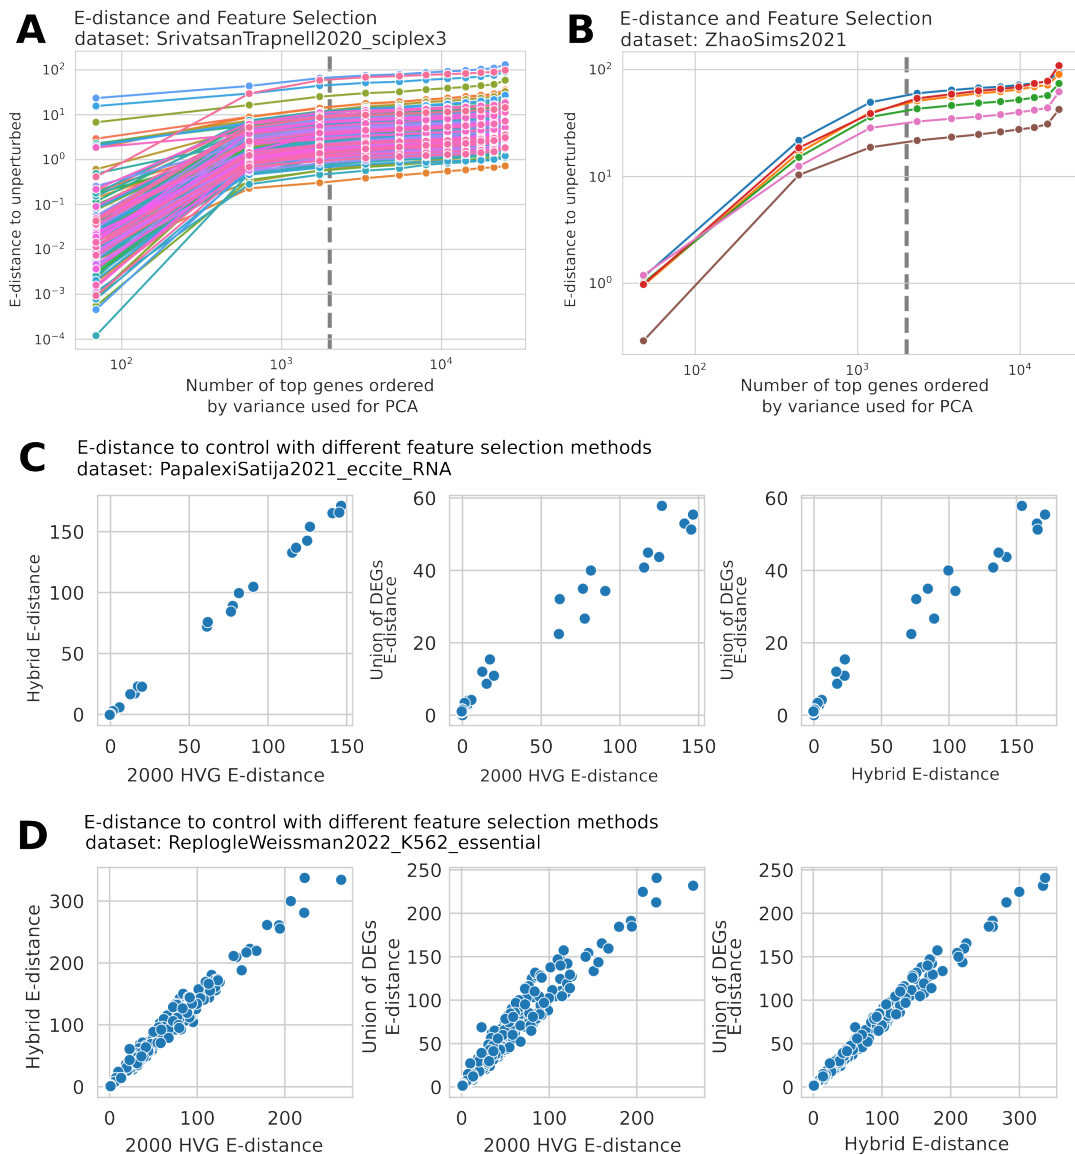 A
E-distance and Feature Selection
dataset: SrivatsanTrapnell2020_sciplex3
E-distance to unperturbed
10²
10¹
10⁰
10⁻¹
10⁻²
10⁻³
10⁻⁴
10² 10³ 10⁴
Number of top genes ordered
by variance used for PCA
B
E-distance and Feature Selection
dataset: ZhaoSims2021
E-distance to unperturbed
10²
10¹
10⁰
10² 10³ 10⁴
Number of top genes ordered
by variance used for PCA
C
E-distance to control with different feature selection methods
dataset: PapalexiSatija2021_eccite_RNA
Hybrid E-distance
150
100
50
0
0 50 100 150
2000 HVG E-distance
Union of DEGs
E-distance
60
40
20
0
0 50 100 150
2000 HVG E-distance
Union of DEGs
E-distance
60
40
20
0
0 50 100 150
Hybrid E-distance
D
E-distance to control with different feature selection methods
dataset: ReplogleWeissman2022_K562_essential
Hybrid E-distance
300
200
100
0
0 100 200
2000 HVG E-distance
Union of DEGs
E-distance
250
200
150
100
50
0
0 100 200
2000 HVG E-distance
Union of DEGs
E-distance
250
200
150
100
50
0
0 100 200 300
Hybrid E-distance